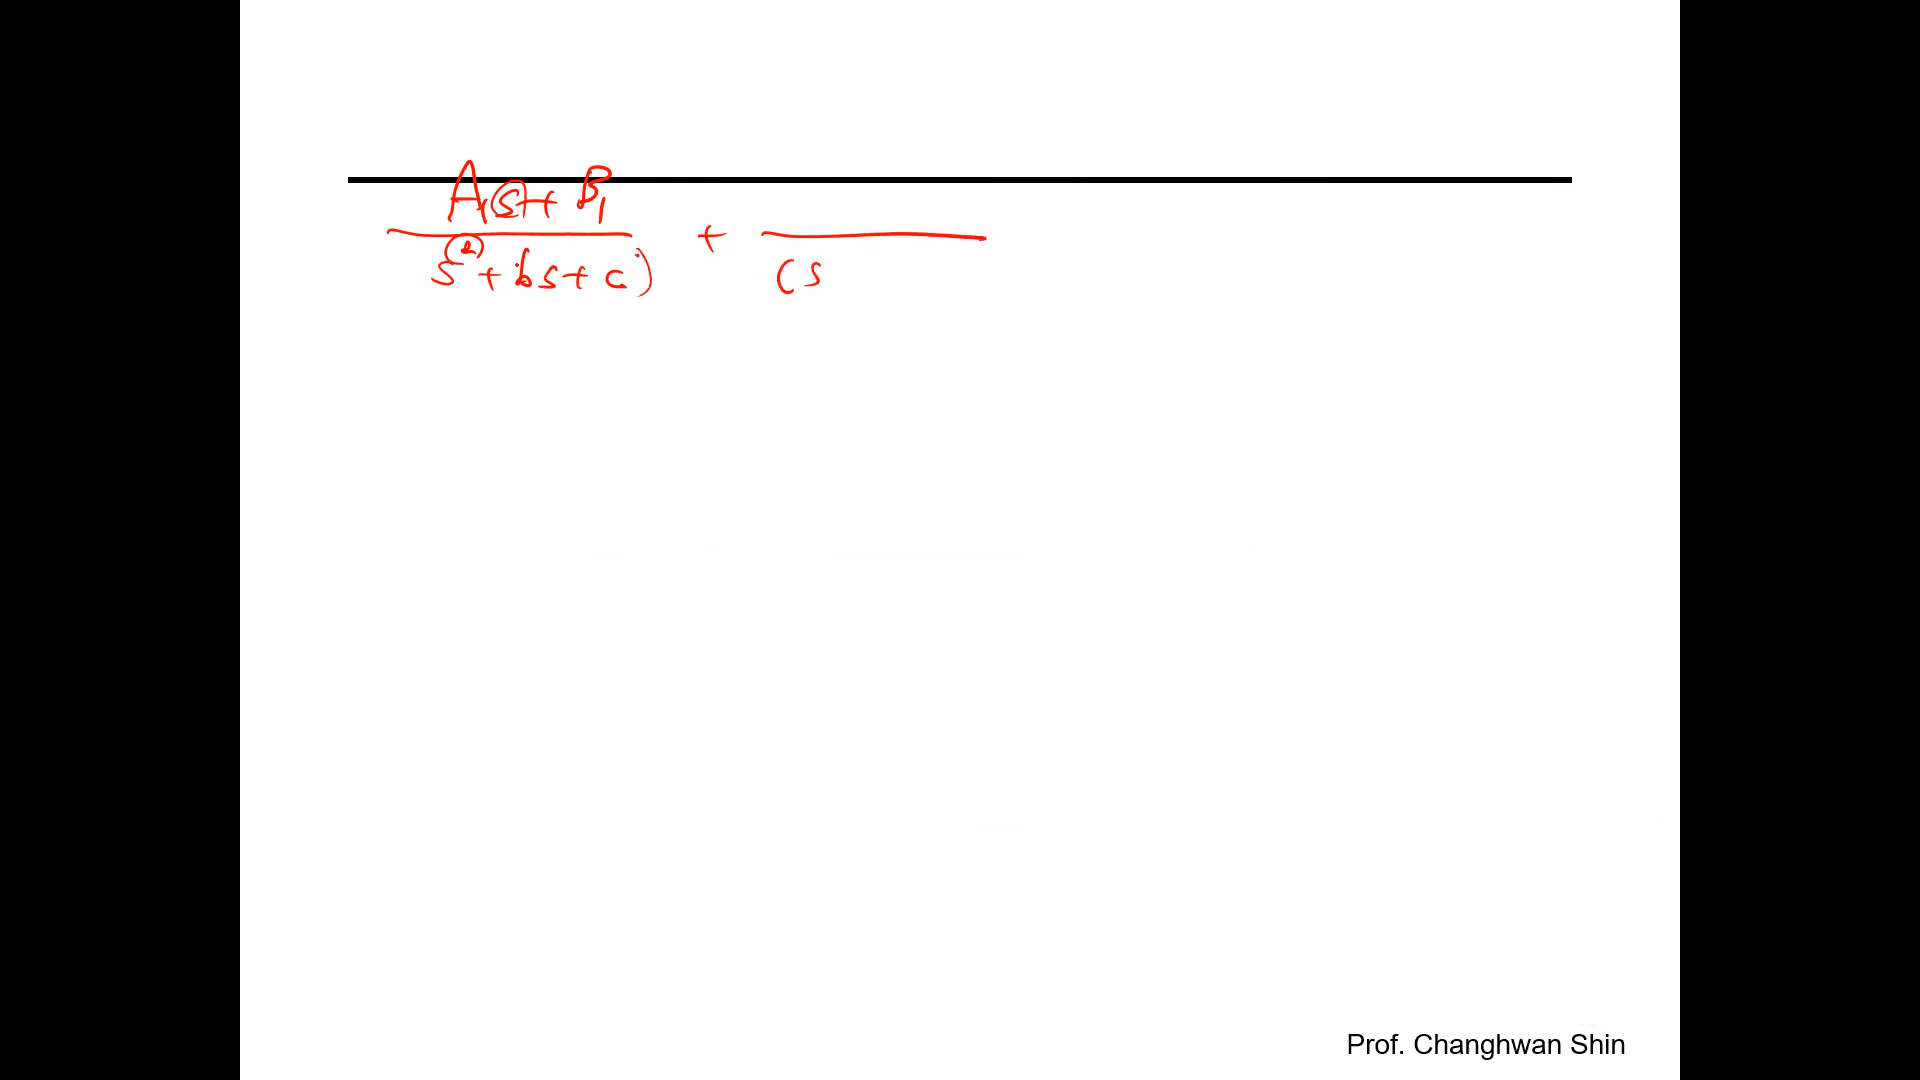 A₁s + B₁
s² + bs + c) + (s
Prof. Changhwan Shin